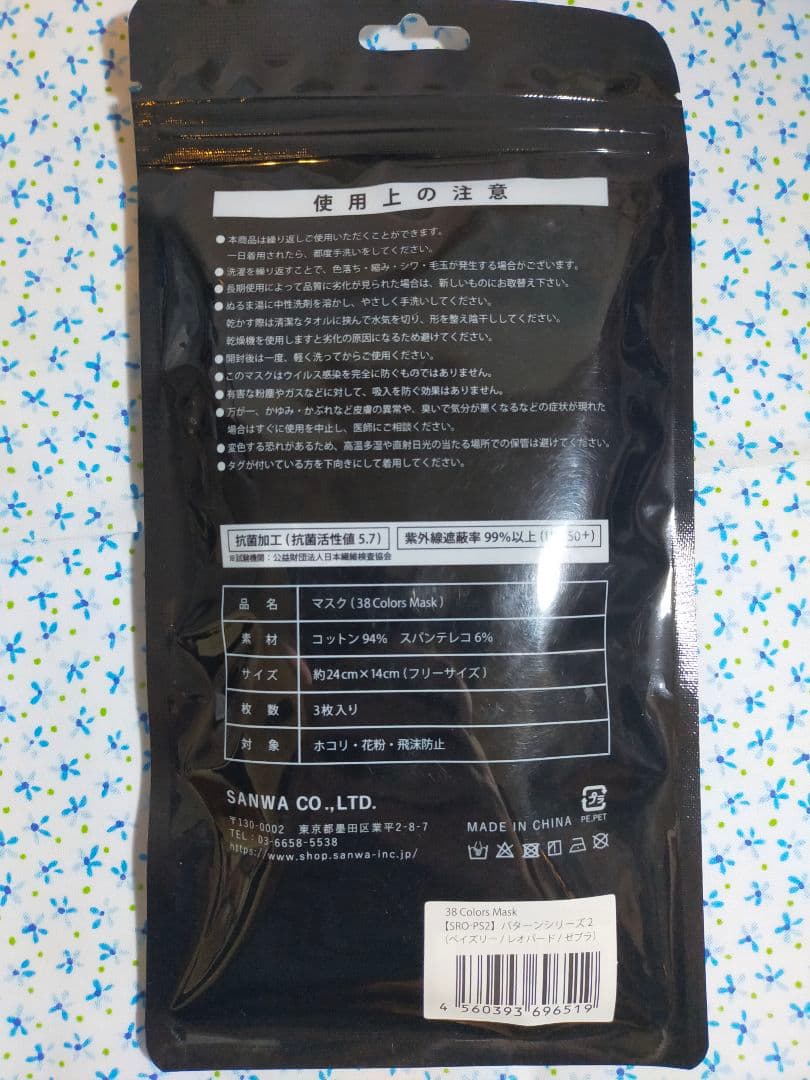 使用上の注意
●本商品は繰り返しご使用いただくことができます。
一日着用されたら、都度手洗いをしてください。
●洗濯を繰り返すことで、色落ち・縮み・シワ・毛玉が発生する場合がございます。
●長期使用によって品質に劣化が見られた場合は、新しいものにお取替え下さい。
●ぬるま湯に中性洗剤を溶かし、やさしく手洗いしてください。
乾かす際は清潔なタオルに挟んで水気を切り、形を整え陰干ししてください。
乾燥機を使用しますと劣化の原因になるため避けてください。
●開封後は一度、軽く洗ってからご使用ください。
●このマスクはウイルス感染を完全に防ぐものではありません。
●有害な粉塵やガスなどに対して、吸入を防ぐ効果はありません。
●万が一、かゆみ・かぶれなど皮膚の異常や、臭いで気分が悪くなるなどの症状が現れた
場合はすぐに使用を中止し、医師にご相談ください。
●変色する恐れがあるため、高温多湿や直射日光の当たる場所での保管は避けてください。
●タグが付いている方を下向きにして着用してください。
抗菌加工(抗菌活性値5.7) 紫外線遮蔽率99%以上(U 50+)
※試験機関:公益財団法人日本繊維検査協会
品名 マスク(38 Colors Mask)
素材 コットン94% スパンテレコ6%
サイズ 約24cm×14cm(フリーサイズ)
枚数 3枚入り
対象 ホコリ・花粉・飛沫防止
SANWA CO.,LTD.
〒130-0002 東京都墨田区業平2-8-7
TEL:03-6658-5538
https://www.shop.sanwa-inc.jp/
プラ
PE,PET
MADE IN CHINA
38 Colors Mask
【SRO-PS2】パターンシリーズ2
(ペイズリー/レオパード/ゼブラ)
4 560393 696519